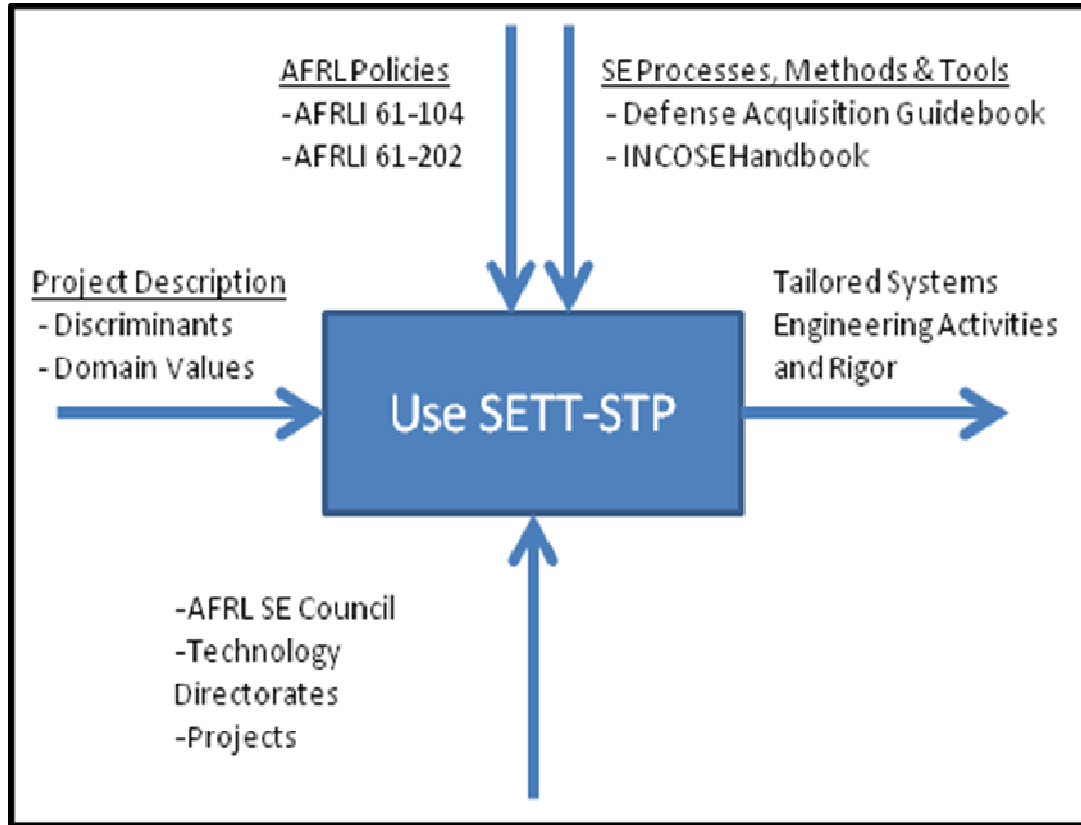 AFRL Policies
-AFRLI 61-104
-AFRLI 61-202
SE Processes, Methods & Tools
- Defense Acquisition Guidebook
- INCOSE Handbook
Project Description
- Discriminants
- Domain Values
Use SETT-STP
Tailored Systems
Engineering Activities
and Rigor
-AFRL SE Council
-Technology
Directorates
-Projects